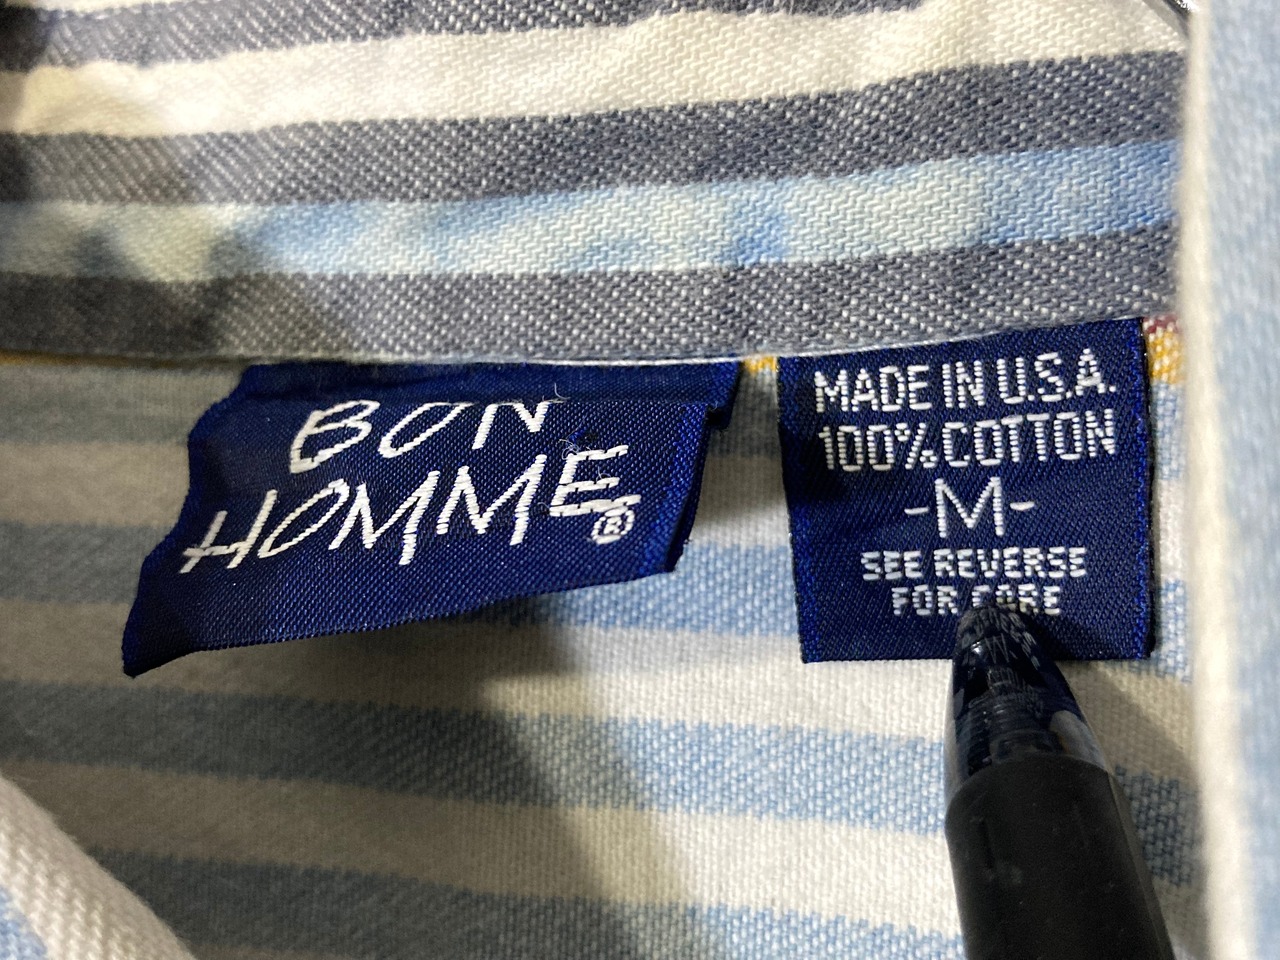 BON
HOMME®
MADE IN U.S.A.
100% COTTON
-M-
SEE REVERSE
FOR CARE